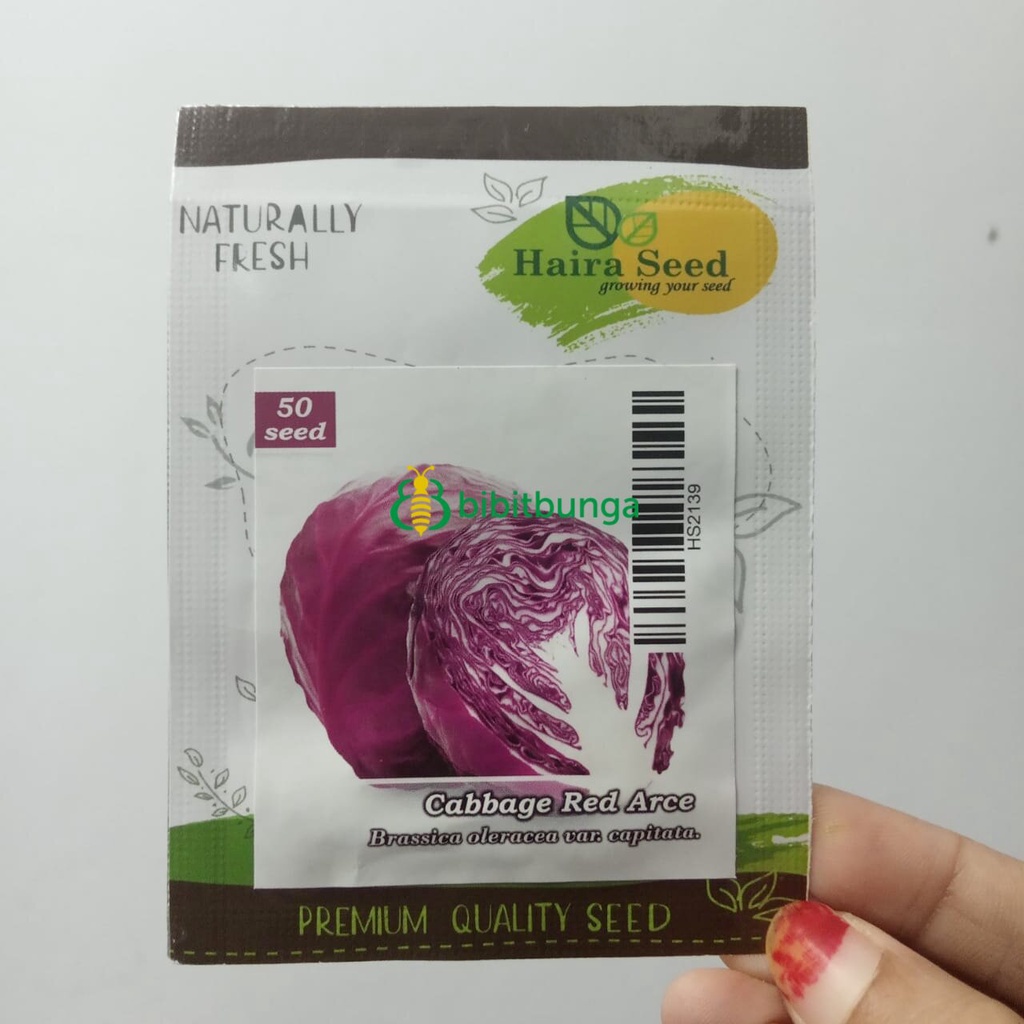 NATURALLY
FRESH
Haira Seed
growing your seed
50
seed
bibitbunga
HS2139
Cabbage Red Arce
Brassica oleracea var. capitata.
PREMIUM QUALITY SEED